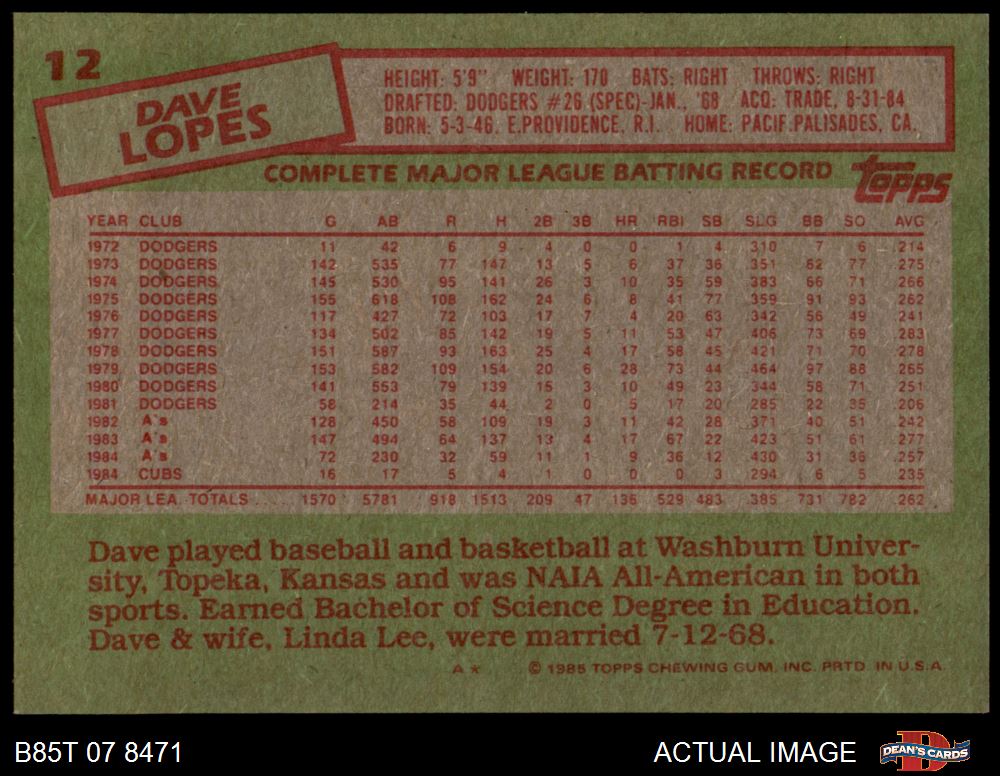 12
DAVE
LOPES
HEIGHT: 5'9" WEIGHT: 170 BATS: RIGHT THROWS: RIGHT
DRAFTED: DODGERS #26 (SPEC)-JAN., '68 ACQ: TRADE, 8-31-84
BORN: 5-3-46, E.PROVIDENCE, R.I. HOME: PACIF.PALISADES, CA.
COMPLETE MAJOR LEAGUE BATTING RECORD topps
YEAR CLUB G AB R H 2B 3B HR RBI SB SLG BB SO AVG
1972 DODGERS 11 42 6 9 4 0 0 1 4 .310 7 6 .214
1973 DODGERS 142 535 77 147 13 5 6 37 36 .351 62 77 .275
1974 DODGERS 145 530 95 141 26 3 10 35 59 .383 66 71 .266
1975 DODGERS 155 618 108 162 24 6 8 41 77 .359 91 93 .262
1976 DODGERS 117 427 72 103 17 7 4 20 63 .342 56 49 .241
1977 DODGERS 134 502 85 142 19 5 11 53 47 .406 73 69 .283
1978 DODGERS 151 587 93 163 25 4 17 58 45 .421 71 70 .278
1979 DODGERS 153 582 109 154 20 6 28 73 44 .464 97 88 .265
1980 DODGERS 141 553 79 139 15 3 10 49 23 .344 58 71 .251
1981 DODGERS 58 214 35 44 2 0 5 17 20 .285 22 35 .206
1982 A's 128 450 58 109 19 3 11 42 28 .371 40 51 .242
1983 A's 147 494 64 137 13 4 17 67 22 .423 51 61 .277
1984 A's 72 230 32 59 11 1 9 36 12 .430 31 36 .257
1984 CUBS 16 17 5 4 1 0 0 0 3 .294 6 5 .235
MAJOR LEA. TOTALS 1570 5781 918 1513 209 47 136 529 483 .385 731 782 .262
Dave played baseball and basketball at Washburn Univer-
sity, Topeka, Kansas and was NAIA All-American in both
sports. Earned Bachelor of Science Degree in Education.
Dave & wife, Linda Lee, were married 7-12-68.
A* © 1985 TOPPS CHEWING GUM, INC. PRTD. IN U.S.A.
B85T 07 8471 ACTUAL IMAGE DEAN'S CARDS